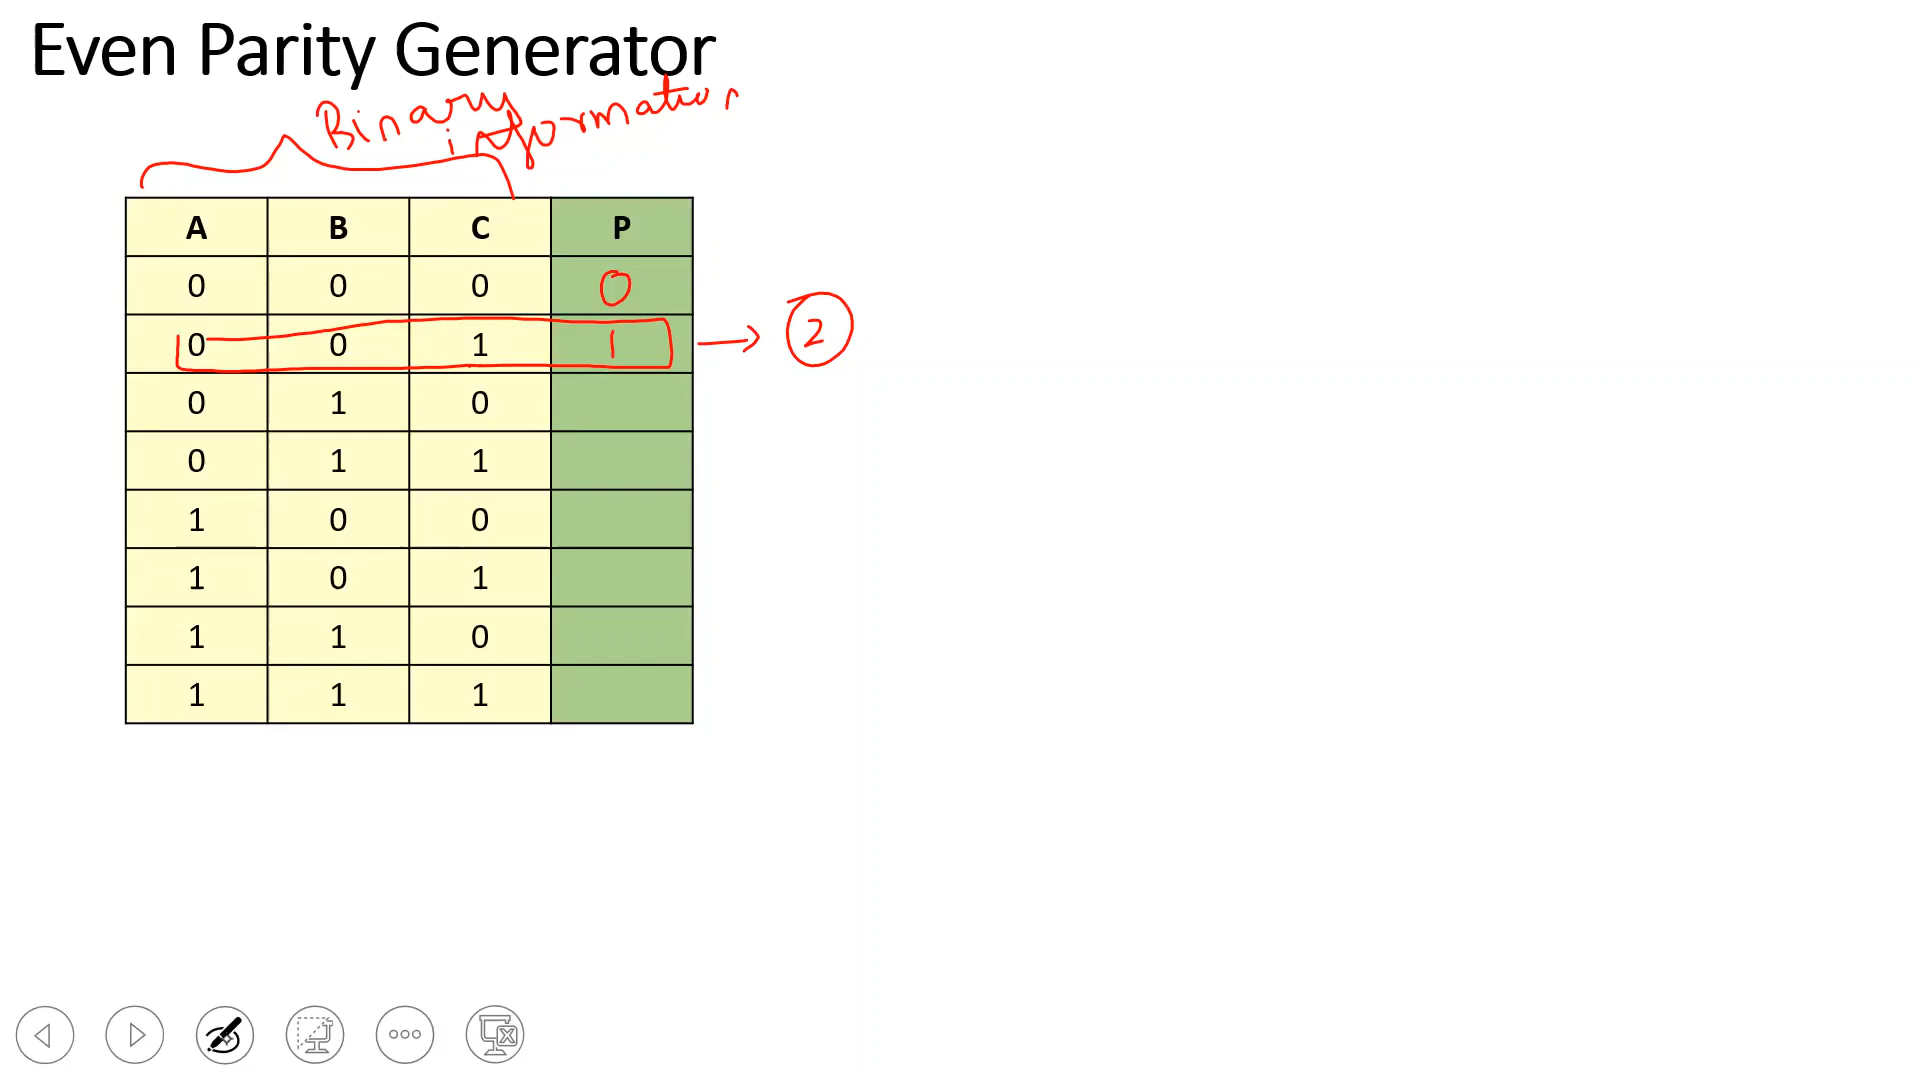 Even Parity Generator
Binary
information
A B C P
0 0 0 0
0 0 1 1 → 2
0 1 0
0 1 1
1 0 0
1 0 1
1 1 0
1 1 1